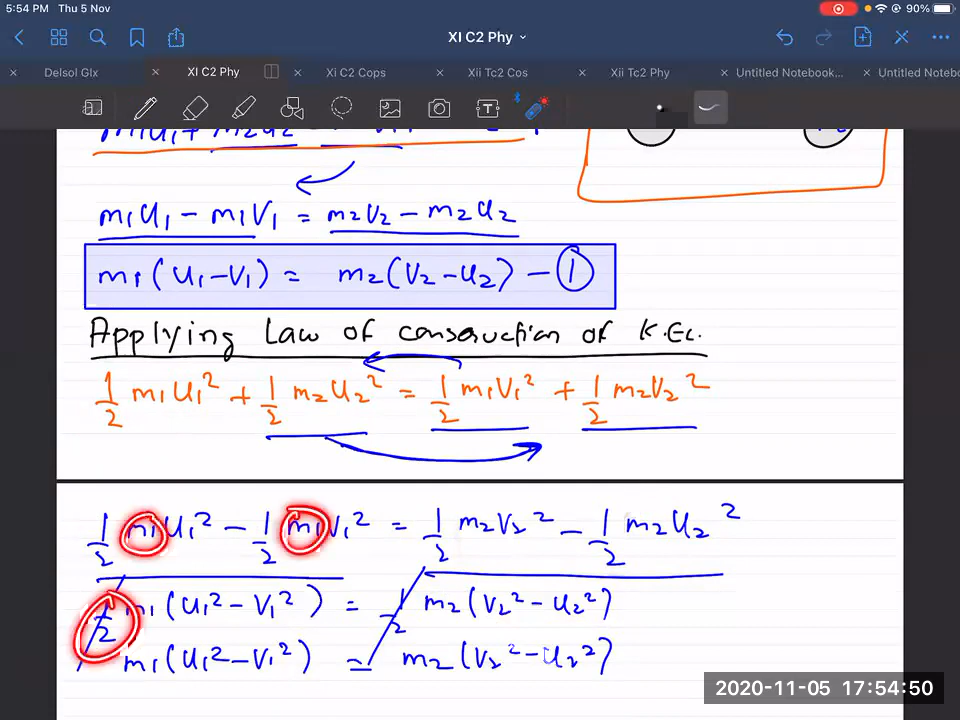 5:54 PM Thu 5 Nov 90%
XI C2 Phy
Delsol Glx XI C2 Phy Xi C2 Cops Xii Tc2 Cos Xii Tc2 Phy Untitled Notebook... Untitled Notebo
m₁u₁ + m₂u₂
m₁u₁ - m₁v₁ = m₂v₂ - m₂u₂
m₁(u₁-v₁) = m₂(v₂-u₂) - ①
Applying Law of
½ m₁u₁² + ½ m₂u₂² = ½ m₁v₁² + ½ m₂v₂²
½ m₁u₁² - ½ m₁v₁² = ½ m₂v₂² - ½ m₂u₂²
½ m₁(u₁² - v₁²) = ½ m₂(v₂² - u₂²)
m₁(u₁² - v₁²) = m₂(v₂² - u₂²)
2020-11-05 17:54:50